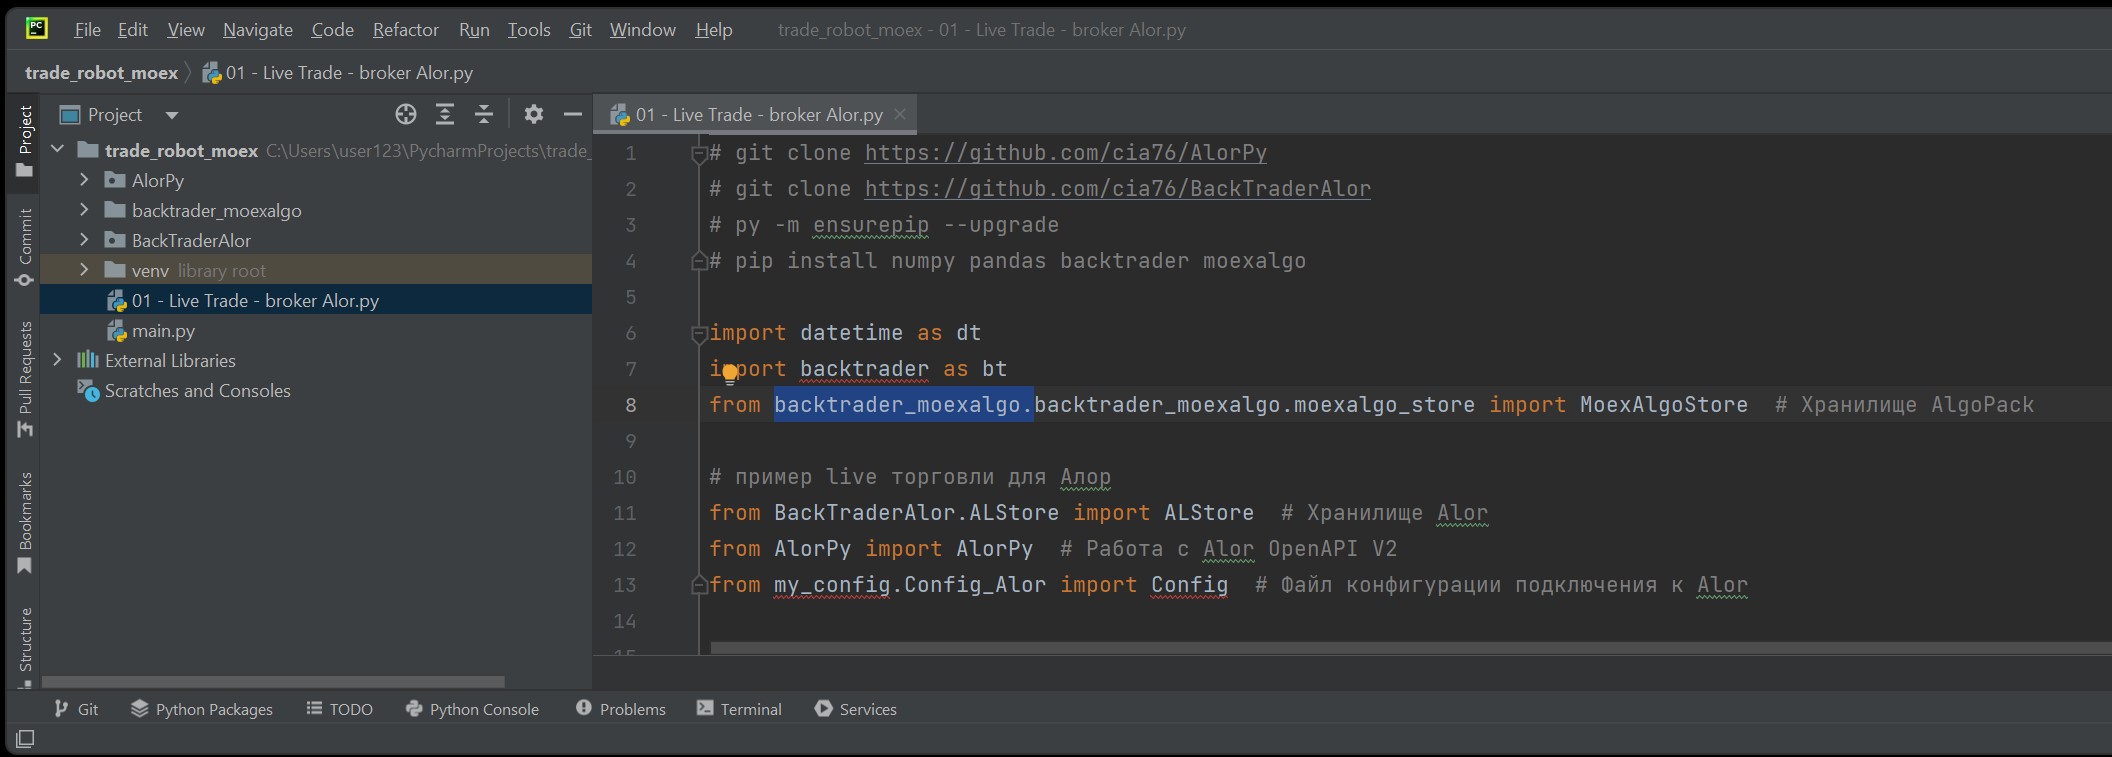 PC
File Edit View Navigate Code Refactor Run Tools Git Window Help trade_robot_moex - 01 - Live Trade - broker Alor.py
trade_robot_moex 01 - Live Trade - broker Alor.py
Project
Commit
Pull Requests
Bookmarks
Structure
Project
trade_robot_moex C:\Users\user123\PycharmProjects\trade_
AlorPy
backtrader_moexalgo
BackTraderAlor
venv library root
01 - Live Trade - broker Alor.py
main.py
External Libraries
Scratches and Consoles
01 - Live Trade - broker Alor.py
1 # git clone https://github.com/cia76/AlorPy
2 # git clone https://github.com/cia76/BackTraderAlor
3 # py -m ensurepip --upgrade
4 # pip install numpy pandas backtrader moexalgo
5
6 import datetime as dt
7 import backtrader as bt
8 from backtrader_moexalgo.backtrader_moexalgo.moexalgo_store import MoexAlgoStore # Хранилище AlgoPack
9
10 # пример live торговли для Алор
11 from BackTraderAlor.ALStore import ALStore # Хранилище Alor
12 from AlorPy import AlorPy # Работа с Alor OpenAPI V2
13 from my_config.Config_Alor import Config # Файл конфигурации подключения к Alor
14
15
Git Python Packages TODO Python Console Problems Terminal Services